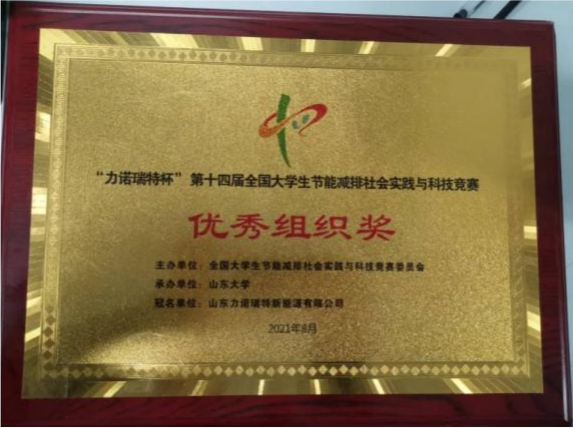 “力诺瑞特杯”第十四届全国大学生节能减排社会实践与科技竞赛
优秀组织奖
主办单位：全国大学生节能减排社会实践与科技竞赛委员会
承办单位：山东大学
冠名单位：山东力诺瑞特新能源有限公司
2021年8月